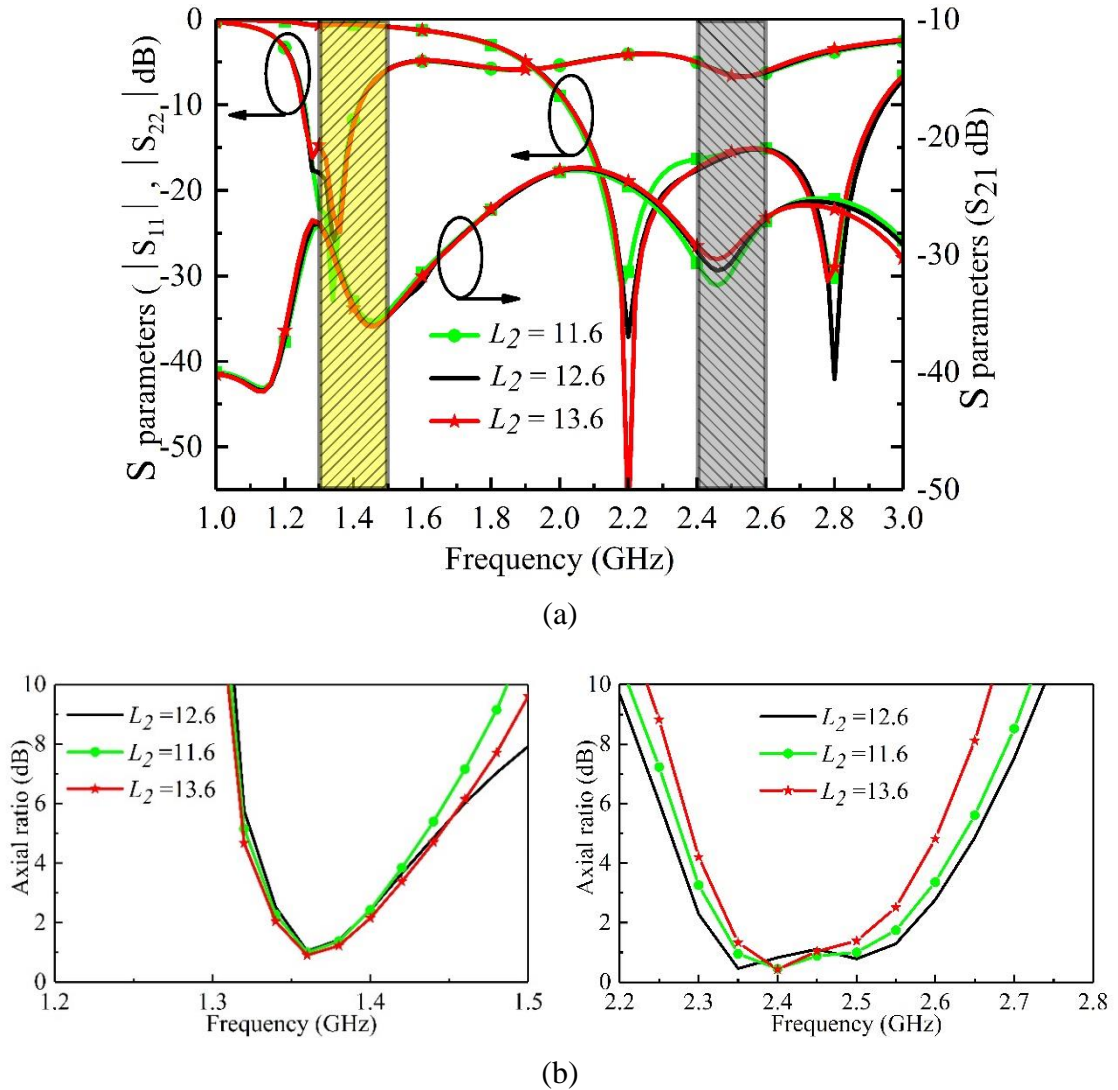 S parameters (|S11|, |S22| dB)
0
-10
-20
-30
-40
-50
L2 = 11.6
L2 = 12.6
L2 = 13.6
-10
-20
-30
-40
-50
S parameters (S21 dB)
1.0 1.2 1.4 1.6 1.8 2.0 2.2 2.4 2.6 2.8 3.0
Frequency (GHz)
(a)
Axial ratio (dB)
10
8
6
4
2
0
L2 =12.6
L2 =11.6
L2 =13.6
1.2 1.3 1.4 1.5
Frequency (GHz)
Axial ratio (dB)
10
8
6
4
2
0
L2 =12.6
L2 =11.6
L2 =13.6
2.2 2.3 2.4 2.5 2.6 2.7 2.8
Frequency (GHz)
(b)